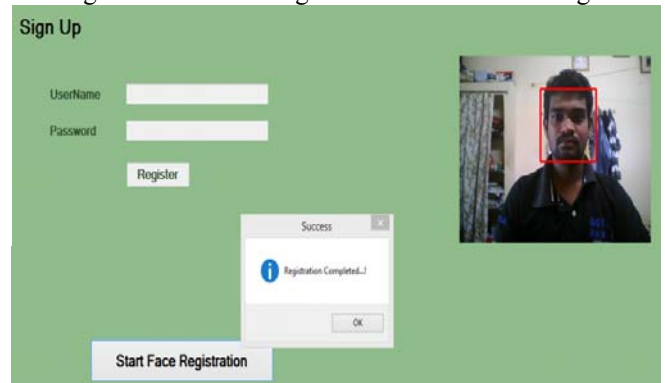 Sign Up
UserName
Password
Register
Success
Registration Completed...!
OK
Start Face Registration